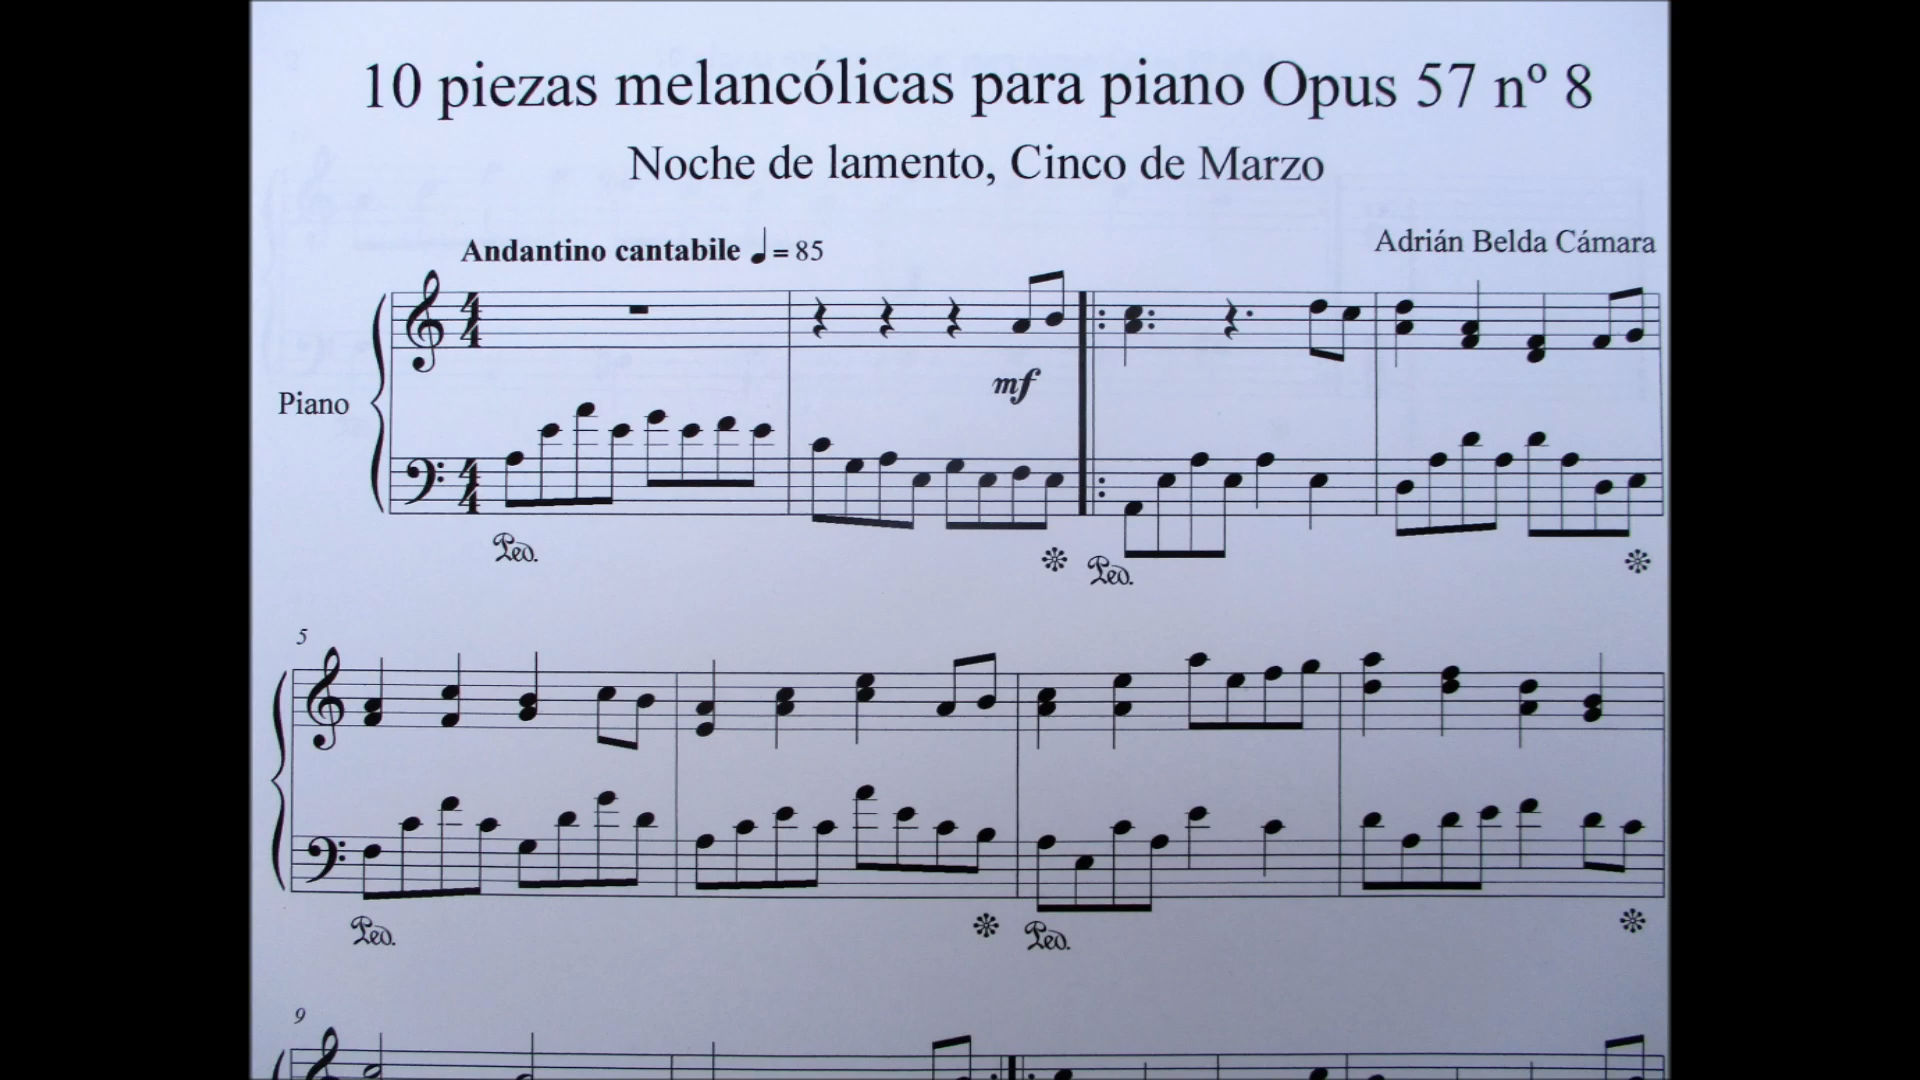 10 piezas melancólicas para piano Opus 57 nº 8
Noche de lamento, Cinco de Marzo
Andantino cantabile ♩ = 85
Adrián Belda Cámara
Piano
mf
Ped. * Ped. *
5
Ped. * Ped. *
9